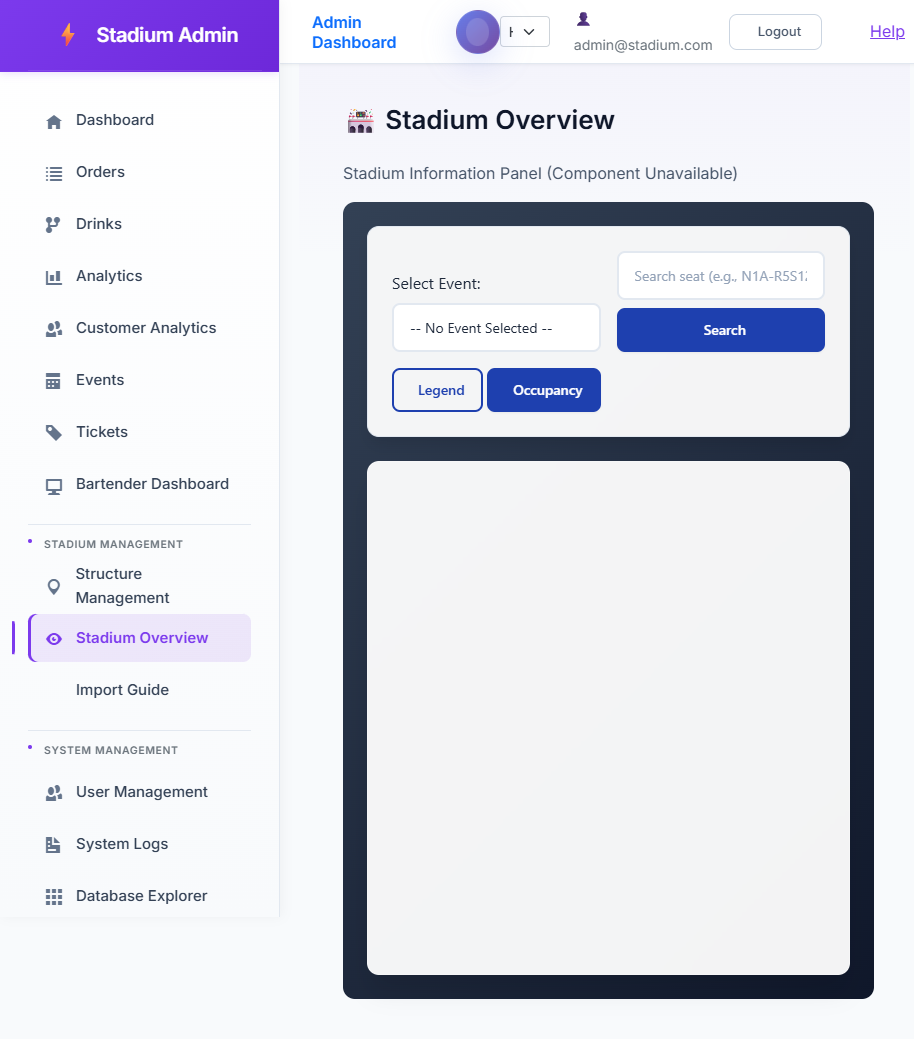 Stadium Admin
Admin
Dashboard
admin@stadium.com
Logout
Help
Dashboard
Orders
Drinks
Analytics
Customer Analytics
Events
Tickets
Bartender Dashboard
STADIUM MANAGEMENT
Structure
Management
Stadium Overview
Import Guide
SYSTEM MANAGEMENT
User Management
System Logs
Database Explorer
Stadium Overview
Stadium Information Panel (Component Unavailable)
Select Event:
-- No Event Selected --
Search seat (e.g., N1A-R5S1
Search
Legend
Occupancy